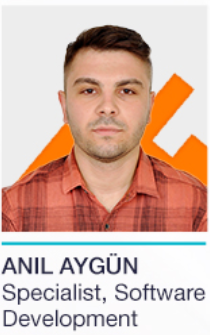 ANIL AYGÜN
Specialist, Software
Development